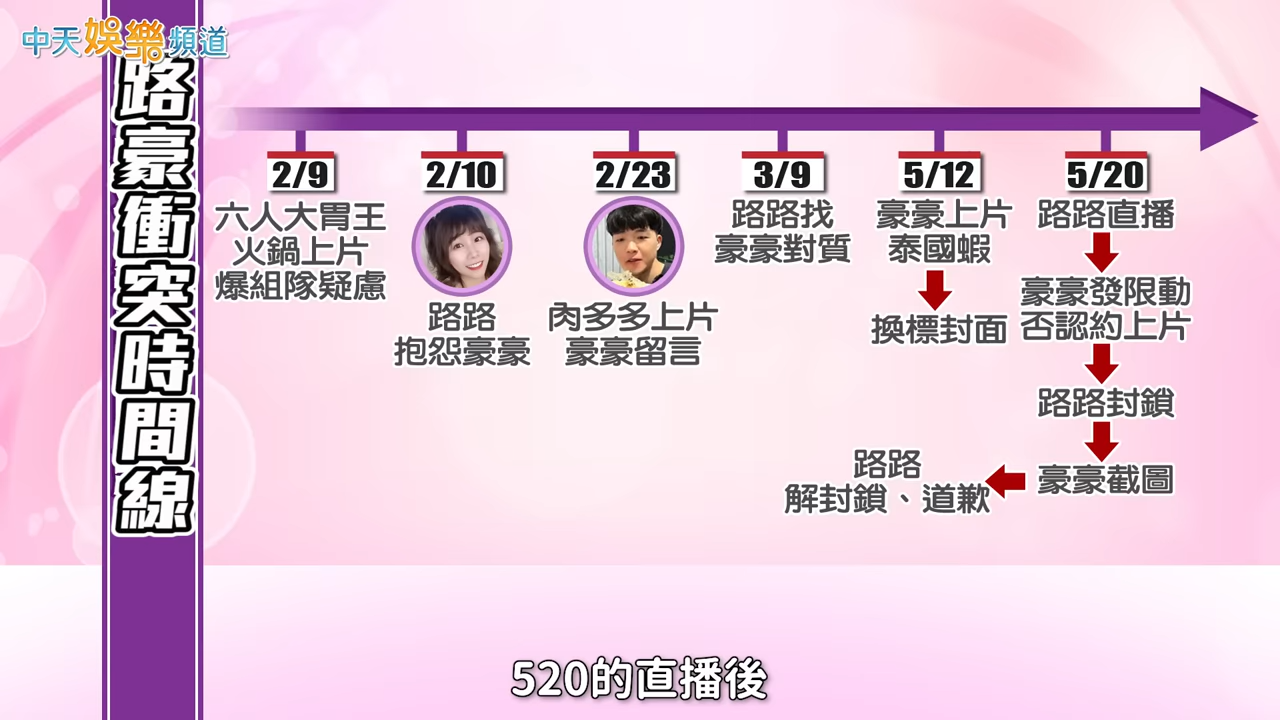 中天娛樂頻道
路豪衝突時間線
2/9
六人大胃王
火鍋上片
爆組隊疑慮
2/10
路路
抱怨豪豪
2/23
肉多多上片
豪豪留言
3/9
路路找
豪豪對質
5/12
豪豪上片
泰國蝦
換標封面
5/20
路路直播
豪豪發限動
否認約上片
路路封鎖
豪豪截圖
路路
解封鎖、道歉
520的直播後